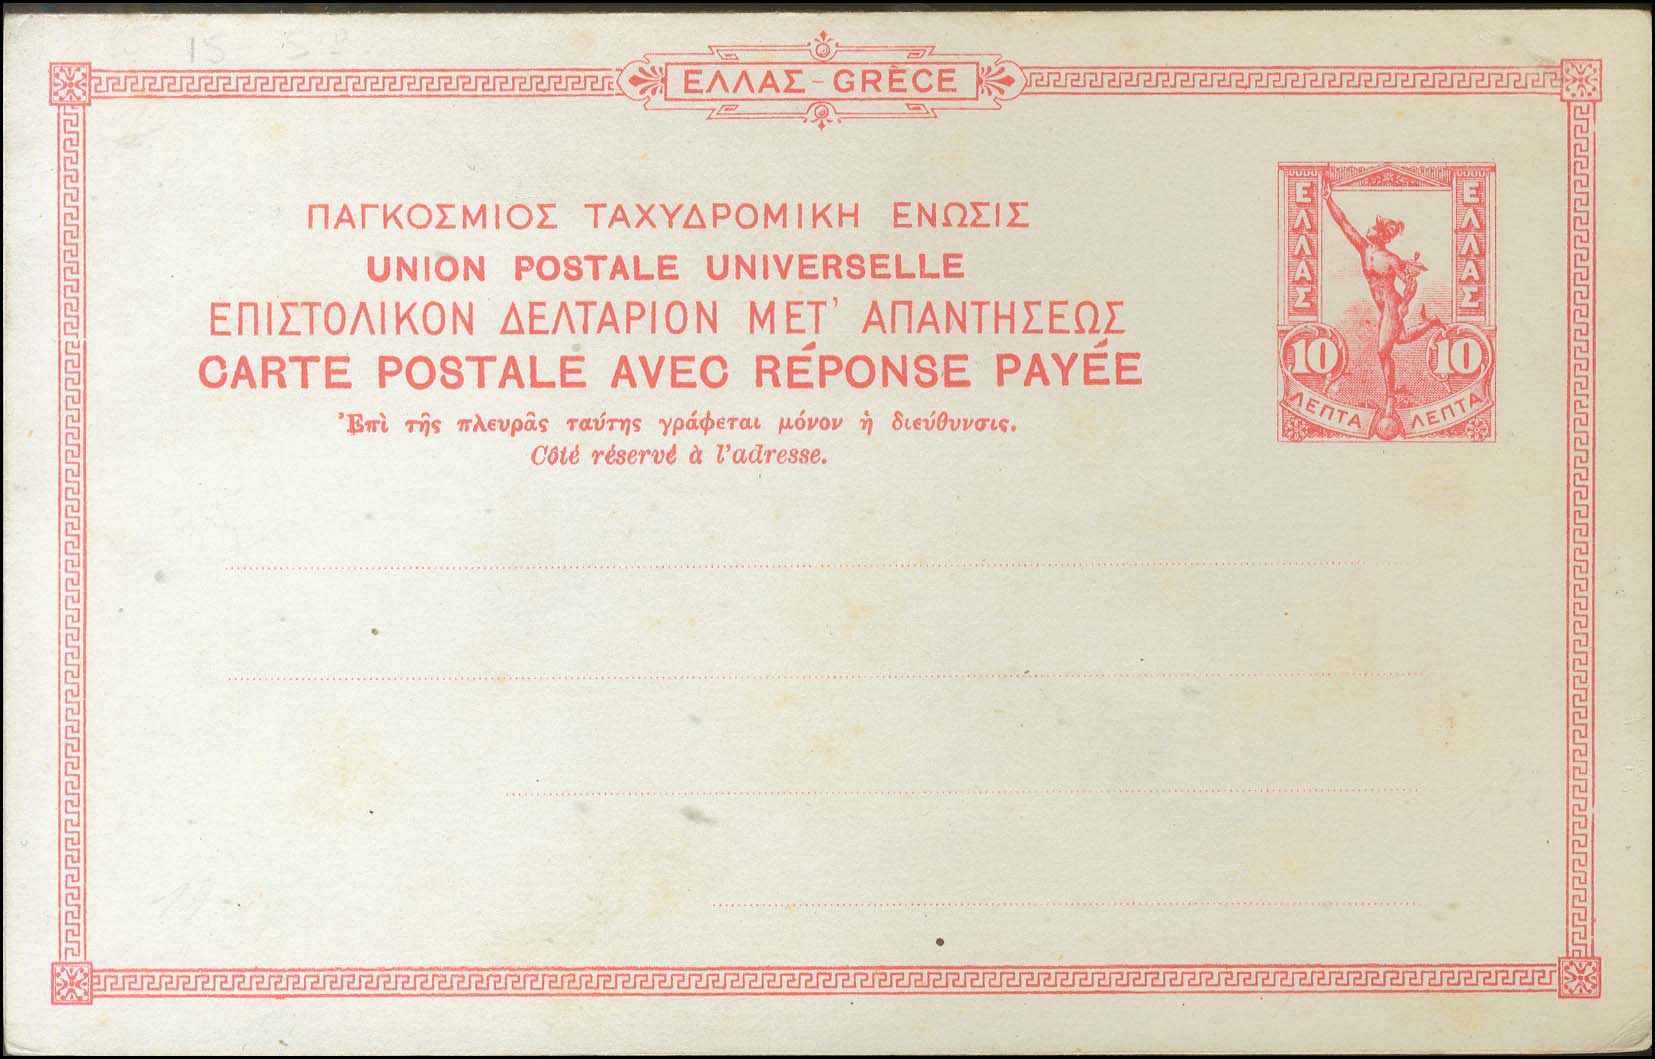 ΕΛΛΑΣ - GRÈCE
ΠΑΓΚΟΣΜΙΟΣ ΤΑΧΥΔΡΟΜΙΚΗ ΕΝΩΣΙΣ
UNION POSTALE UNIVERSELLE
ΕΠΙΣΤΟΛΙΚΟΝ ΔΕΛΤΑΡΙΟΝ ΜΕΤ' ΑΠΑΝΤΗΣΕΩΣ
CARTE POSTALE AVEC RÉPONSE PAYÉE
Ἐπὶ τῆς πλευρᾶς ταύτης γράφεται μόνον ἡ διεύθυνσις.
Côté réservé à l'adresse.
ΕΛΛΑΣ
ΕΛΛΑΣ
10 10
ΛΕΠΤΑ ΛΕΠΤΑ
15